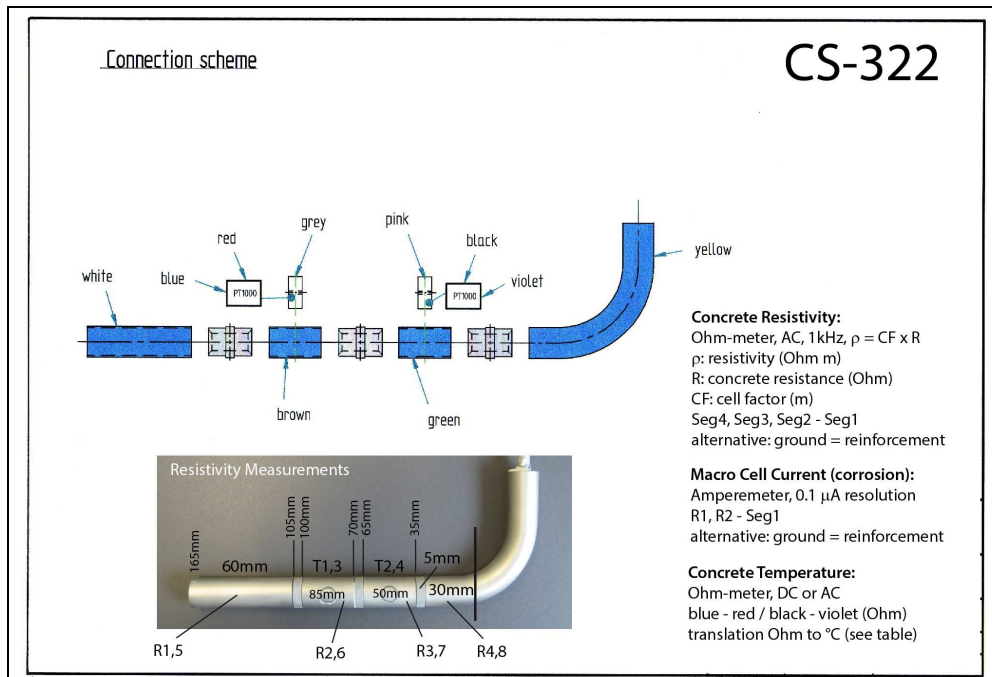 Connection scheme
CS-322
grey
pink
red
black
blue
violet
yellow
white
PT1000
PT1000
brown
green
Concrete Resistivity:
Ohm-meter, AC, 1kHz, ρ = CF x R
ρ: resistivity (Ohm m)
R: concrete resistance (Ohm)
CF: cell factor (m)
Seg4, Seg3, Seg2 - Seg1
alternative: ground = reinforcement
Macro Cell Current (corrosion):
Amperemeter, 0.1 µA resolution
R1, R2 - Seg1
alternative: ground = reinforcement
Concrete Temperature:
Ohm-meter, DC or AC
blue - red / black - violet (Ohm)
translation Ohm to °C (see table)
Resistivity Measurements
165mm
105mm
100mm
70mm
65mm
35mm
60mm
T1,3
T2,4
5mm
85mm
50mm
30mm
R1,5
R2,6
R3,7
R4,8